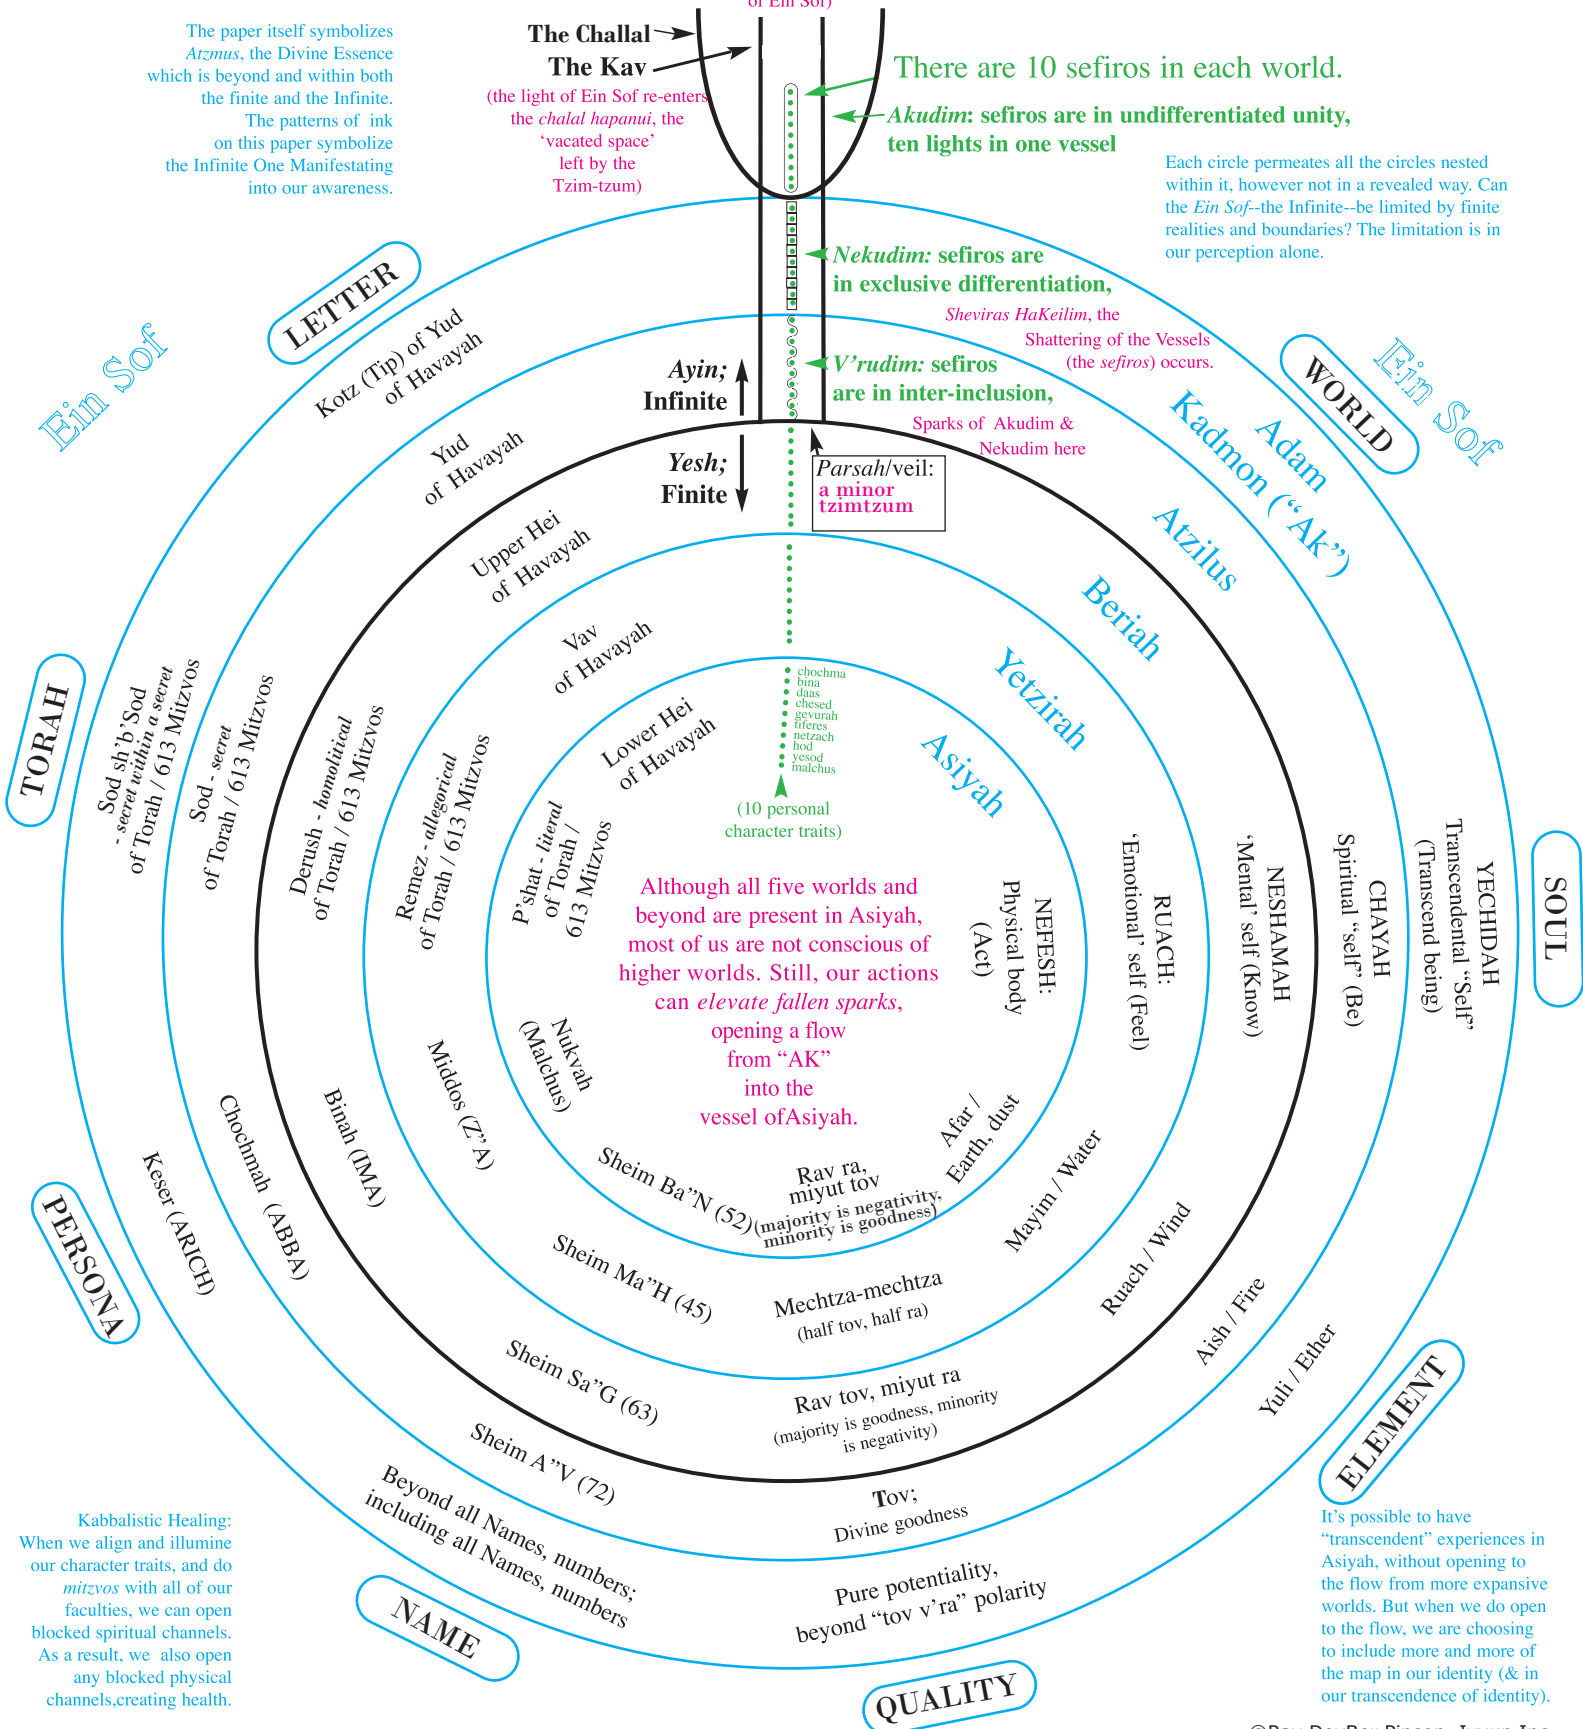 of Ein Sof)
The paper itself symbolizes
Atzmus, the Divine Essence
which is beyond and within both
the finite and the Infinite.
The patterns of ink
on this paper symbolize
the Infinite One Manifestating
into our awareness.
The Challal
The Kav
(the light of Ein Sof re-enters
the chalal hapanui, the
‘vacated space’
left by the
Tzim-tzum)
There are 10 sefiros in each world.
Akudim: sefiros are in undifferentiated unity,
ten lights in one vessel
Each circle permeates all the circles nested
within it, however not in a revealed way. Can
the Ein Sof--the Infinite--be limited by finite
realities and boundaries? The limitation is in
our perception alone.
Nekudim: sefiros are
in exclusive differentiation,
Sheviras HaKeilim, the
Shattering of the Vessels
(the sefiros) occurs.
V’rudim: sefiros
are in inter-inclusion,
Sparks of Akudim &
Nekudim here
Ayin;
Infinite
Yesh;
Finite
Parsah/veil:
a minor
tzimtzum
Ein Sof
Ein Sof
LETTER
Kotz (Tip) of Yud
of Havayah
Yud
of Havayah
Upper Hei
of Havayah
Vav
of Havayah
Lower Hei
of Havayah
WORLD
Adam
Kadmon (“Ak”)
Atzilus
Beriah
Yetzirah
Asiyah
chochma
bina
daas
chesed
gevurah
tiferes
netzach
hod
yesod
malchus
(10 personal
character traits)
TORAH
Sod sh’b’Sod
- secret within a secret
of Torah / 613 Mitzvos
Sod - secret
of Torah / 613 Mitzvos
Derush - homolitical
of Torah / 613 Mitzvos
Remez - allegorical
of Torah / 613 Mitzvos
P’shat - literal
of Torah /
613 Mitzvos
Although all five worlds and
beyond are present in Asiyah,
most of us are not conscious of
higher worlds. Still, our actions
can elevate fallen sparks,
opening a flow
from “AK”
into the
vessel ofAsiyah.
SOUL
YECHIDAH
Transcendental “Self”
(Transcend being)
CHAYAH
Spiritual “self” (Be)
NESHAMAH
‘Mental’ self (Know)
RUACH:
‘Emotional’ self (Feel)
NEFESH:
Physical body
(Act)
PERSONA
Keser (ARICH)
Chochmah (ABBA)
Binah (IMA)
Middos (Z”A)
Nukvah
(Malchus)
NAME
Beyond all Names, numbers;
including all Names, numbers
Sheim A”V (72)
Sheim Sa”G (63)
Sheim Ma”H (45)
Sheim Ba”N (52)
QUALITY
Pure potentiality,
beyond “tov v’ra” polarity
Tov;
Divine goodness
Rav tov, miyut ra
(majority is goodness, minority
is negativity)
Mechtza-mechtza
(half tov, half ra)
Rav ra,
miyut tov
(majority is negativity,
minority is goodness)
ELEMENT
Yuli / Ether
Aish / Fire
Ruach / Wind
Mayim / Water
Afar /
Earth, dust
Kabbalistic Healing:
When we align and illumine
our character traits, and do
mitzvos with all of our
faculties, we can open
blocked spiritual channels.
As a result, we also open
any blocked physical
channels,creating health.
It’s possible to have
“transcendent” experiences in
Asiyah, without opening to
the flow from more expansive
worlds. But when we do open
to the flow, we are choosing
to include more and more of
the map in our identity (& in
our transcendence of identity).